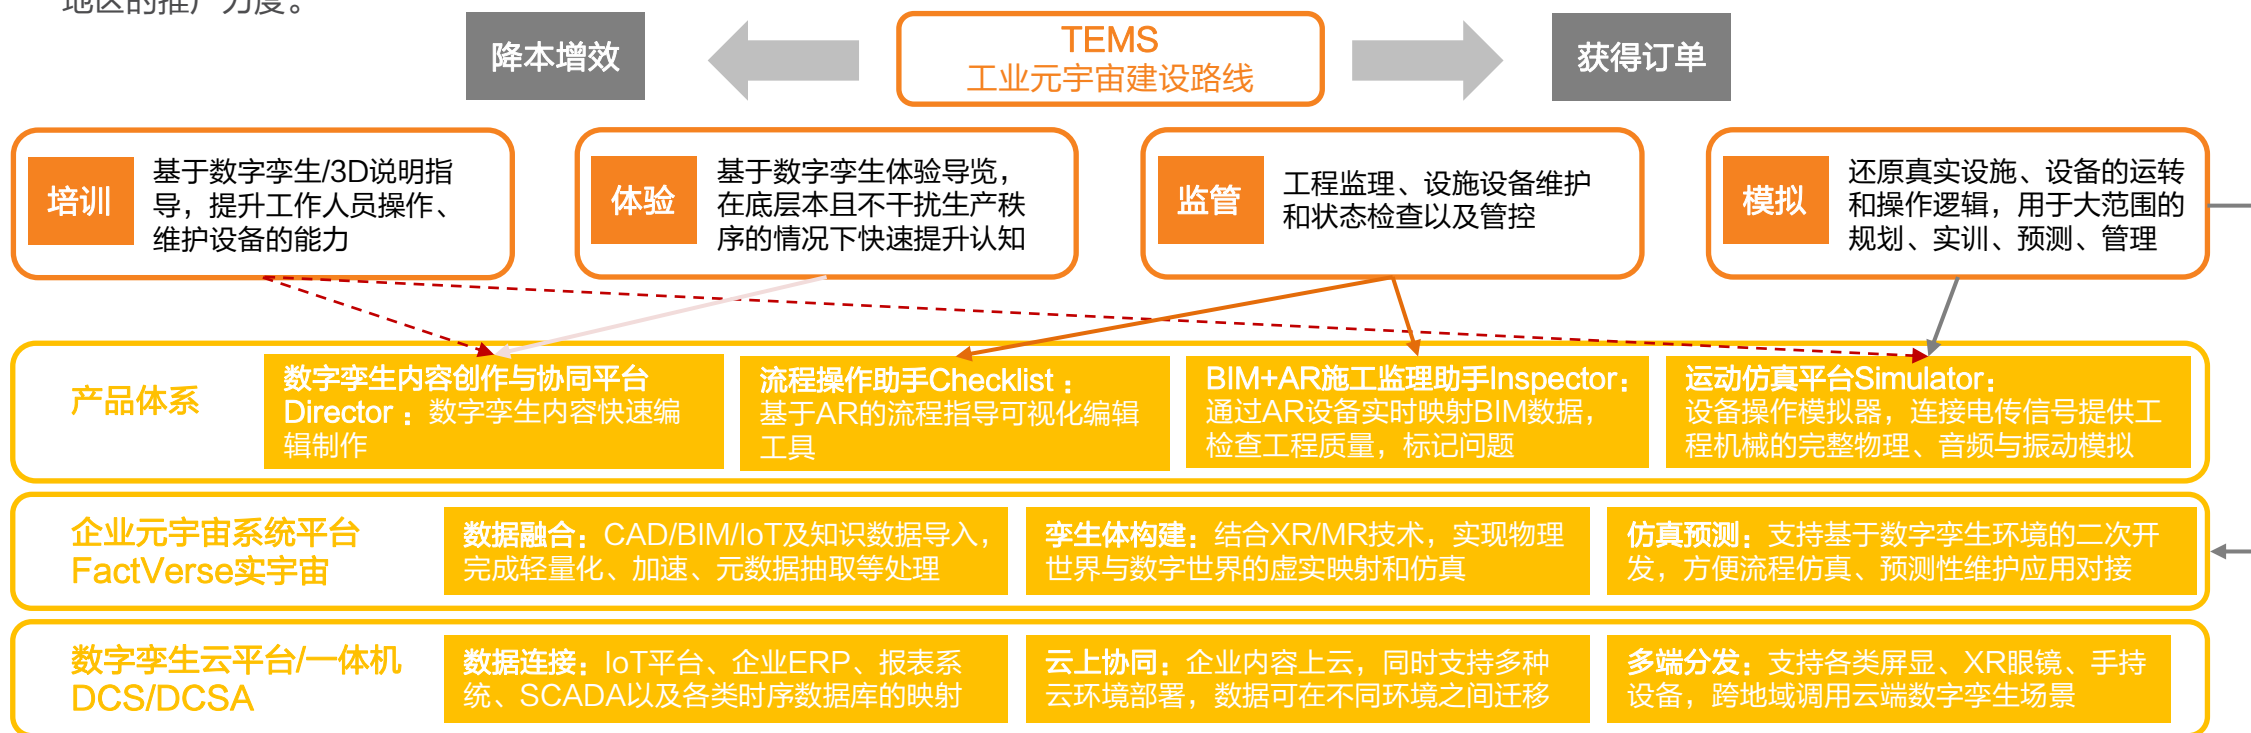 地区的推广力度。
降本增效
TEMS
工业元宇宙建设路线
获得订单
培训
基于数字孪生/3D说明指
导，提升工作人员操作、
维护设备的能力
体验
基于数字孪生体验导览，
在底层本且不干扰生产秩
序的情况下快速提升认知
监管
工程监理、设施设备维护
和状态检查以及管控
模拟
还原真实设施、设备的运转
和操作逻辑，用于大范围的
规划、实训、预测、管理
产品体系
数字孪生内容创作与协同平台
Director：数字孪生内容快速编
辑制作
流程操作助手Checklist：
基于AR的流程指导可视化编辑
工具
BIM+AR施工监理助手Inspector：
通过AR设备实时映射BIM数据，
检查工程质量，标记问题
运动仿真平台Simulator：
设备操作模拟器，连接电传信号提供工
程机械的完整物理、音频与振动模拟
企业元宇宙系统平台
FactVerse实宇宙
数据融合：CAD/BIM/IoT及知识数据导入，
完成轻量化、加速、元数据抽取等处理
孪生体构建：结合XR/MR技术，实现物理
世界与数字世界的虚实映射和仿真
仿真预测：支持基于数字孪生环境的二次开
发，方便流程仿真、预测性维护应用对接
数字孪生云平台/一体机
DCS/DCSA
数据连接：IoT平台、企业ERP、报表系
统、SCADA以及各类时序数据库的映射
云上协同：企业内容上云，同时支持多种
云环境部署，数据可在不同环境之间迁移
多端分发：支持各类屏显、XR眼镜、手持
设备，跨地域调用云端数字孪生场景